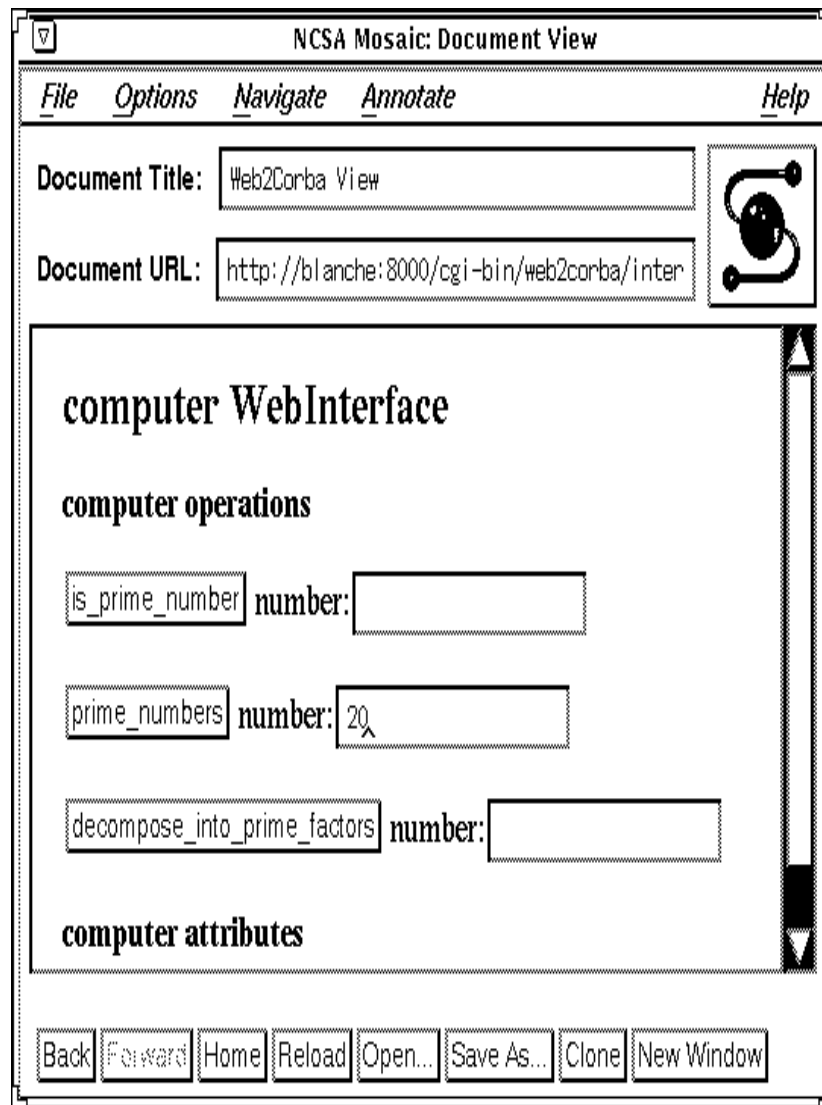 NCSA Mosaic: Document View
File Options Navigate Annotate Help
Document Title: Web2Corba View
Document URL: http://blanche:8000/cgi-bin/web2corba/inter
computer WebInterface
computer operations
is_prime_number number:
prime_numbers number: 20
decompose_into_prime_factors number:
computer attributes
Back Forward Home Reload Open... Save As... Clone New Window